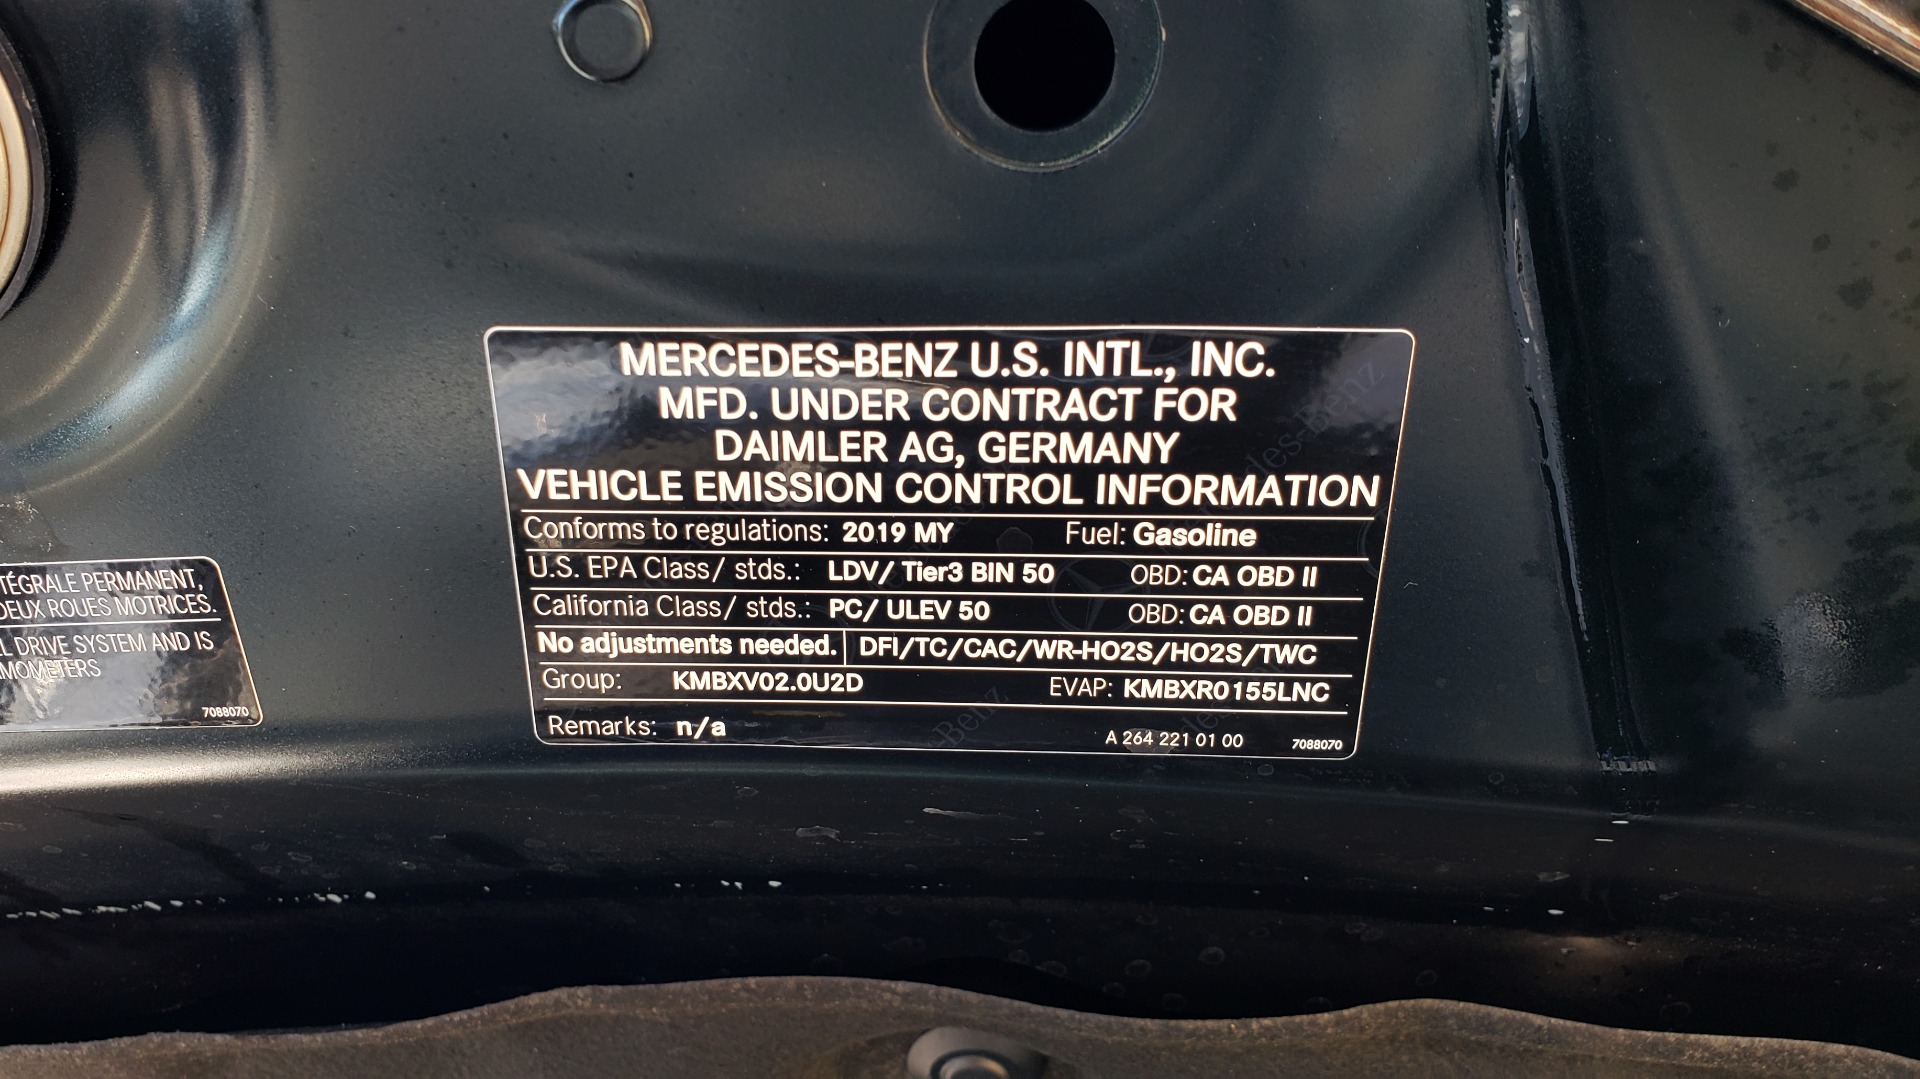 MERCEDES-BENZ U.S. INTL., INC.
MFD. UNDER CONTRACT FOR
DAIMLER AG, GERMANY
VEHICLE EMISSION CONTROL INFORMATION
Conforms to regulations: 2019 MY Fuel: Gasoline
U.S. EPA Class/ stds.: LDV/ Tier3 BIN 50 OBD: CA OBD II
California Class/ stds.: PC/ ULEV 50 OBD: CA OBD II
No adjustments needed. DFI/TC/CAC/WR-HO2S/HO2S/TWC
Group: KMBXV02.0U2D EVAP: KMBXR0155LNC
Remarks: n/a A 264 221 01 00 7088070
TÉGRALE PERMANENT,
DEUX ROUES MOTRICES.
L DRIVE SYSTEM AND IS
MOMETERS
7088070